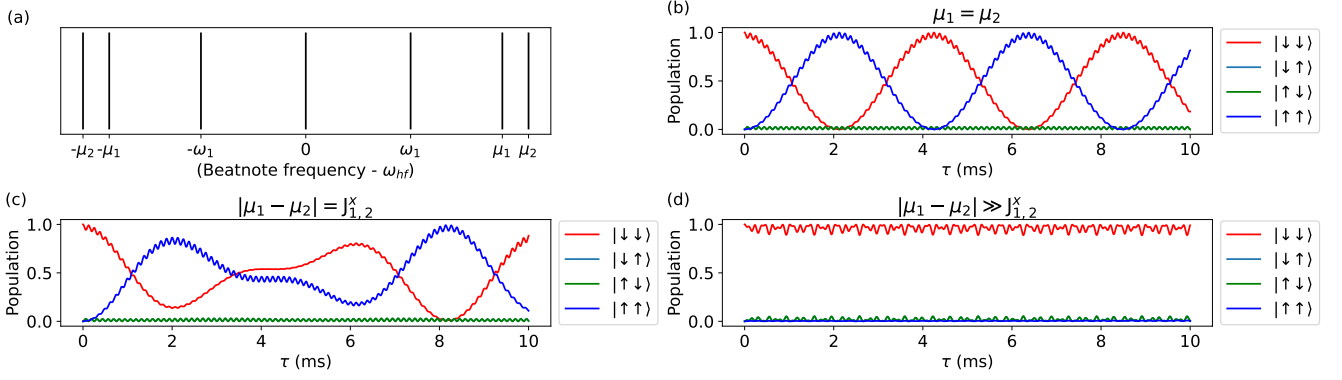 (a)
-μ₂ -μ₁ -ω₁ 0 ω₁ μ₁ μ₂
(Beatnote frequency - ω_hf)
(b)
μ₁ = μ₂
Population
1.0
0.5
0.0
0 2 4 6 8 10
τ (ms)
|↓↓⟩
|↓↑⟩
|↑↓⟩
|↑↑⟩
(c)
|μ₁ − μ₂| = J^x_{1,2}
Population
1.0
0.5
0.0
0 2 4 6 8 10
τ (ms)
|↓↓⟩
|↓↑⟩
|↑↓⟩
|↑↑⟩
(d)
|μ₁ − μ₂| ≫ J^x_{1,2}
Population
1.0
0.5
0.0
0 2 4 6 8 10
τ (ms)
|↓↓⟩
|↓↑⟩
|↑↓⟩
|↑↑⟩